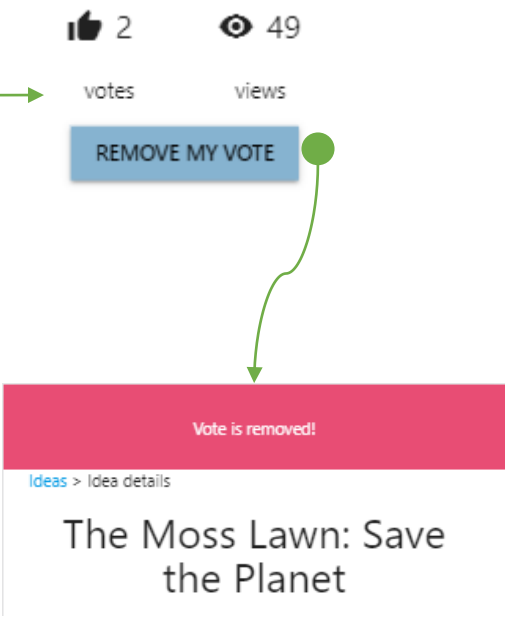 2 49
votes views
REMOVE MY VOTE
Vote is removed!
Ideas > Idea details
The Moss Lawn: Save
the Planet